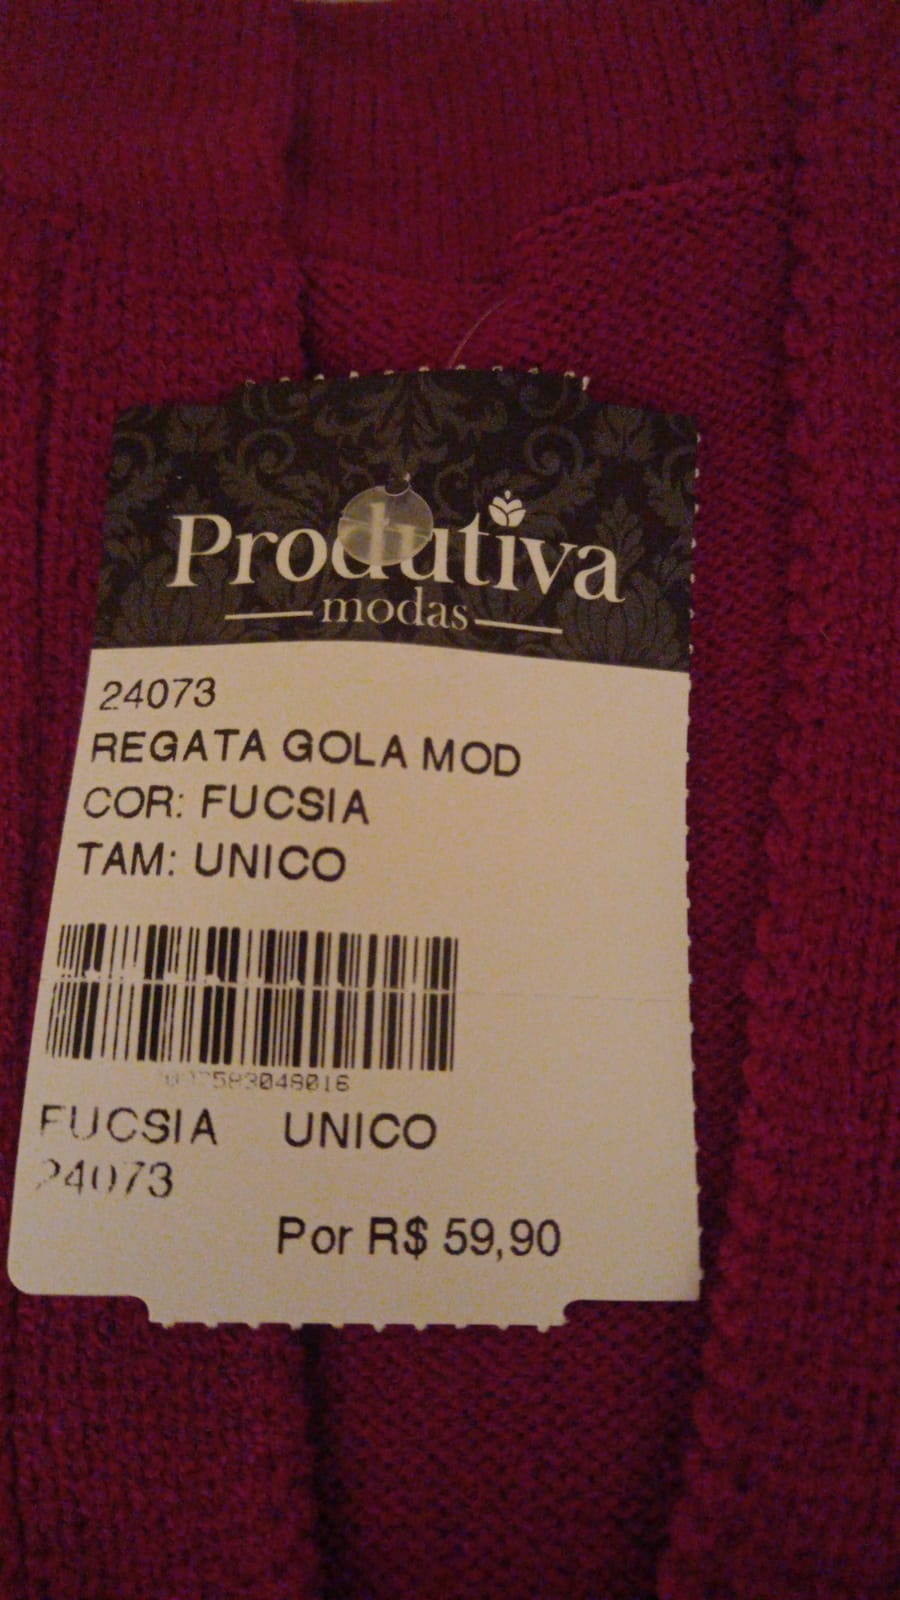 Produtiva
modas
24073
REGATA GOLA MOD
COR: FUCSIA
TAM: UNICO
FUCSIA UNICO
24073
Por R$ 59,90